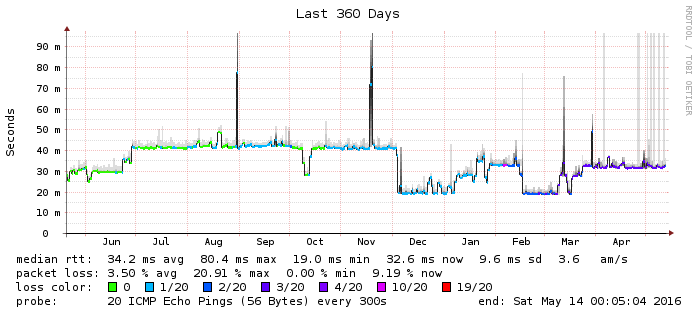 Last 360 Days
RRDTOOL / TOBI OETIKER
Seconds
90 m
80 m
70 m
60 m
50 m
40 m
30 m
20 m
10 m
0
Jun Jul Aug Sep Oct Nov Dec Jan Feb Mar Apr
median rtt: 34.2 ms avg 80.4 ms max 19.0 ms min 32.6 ms now 9.6 ms sd 3.6 am/s
packet loss: 3.50 % avg 20.91 % max 0.00 % min 9.19 % now
loss color: 0 1/20 2/20 3/20 4/20 10/20 19/20
probe: 20 ICMP Echo Pings (56 Bytes) every 300s end: Sat May 14 00:05:04 2016